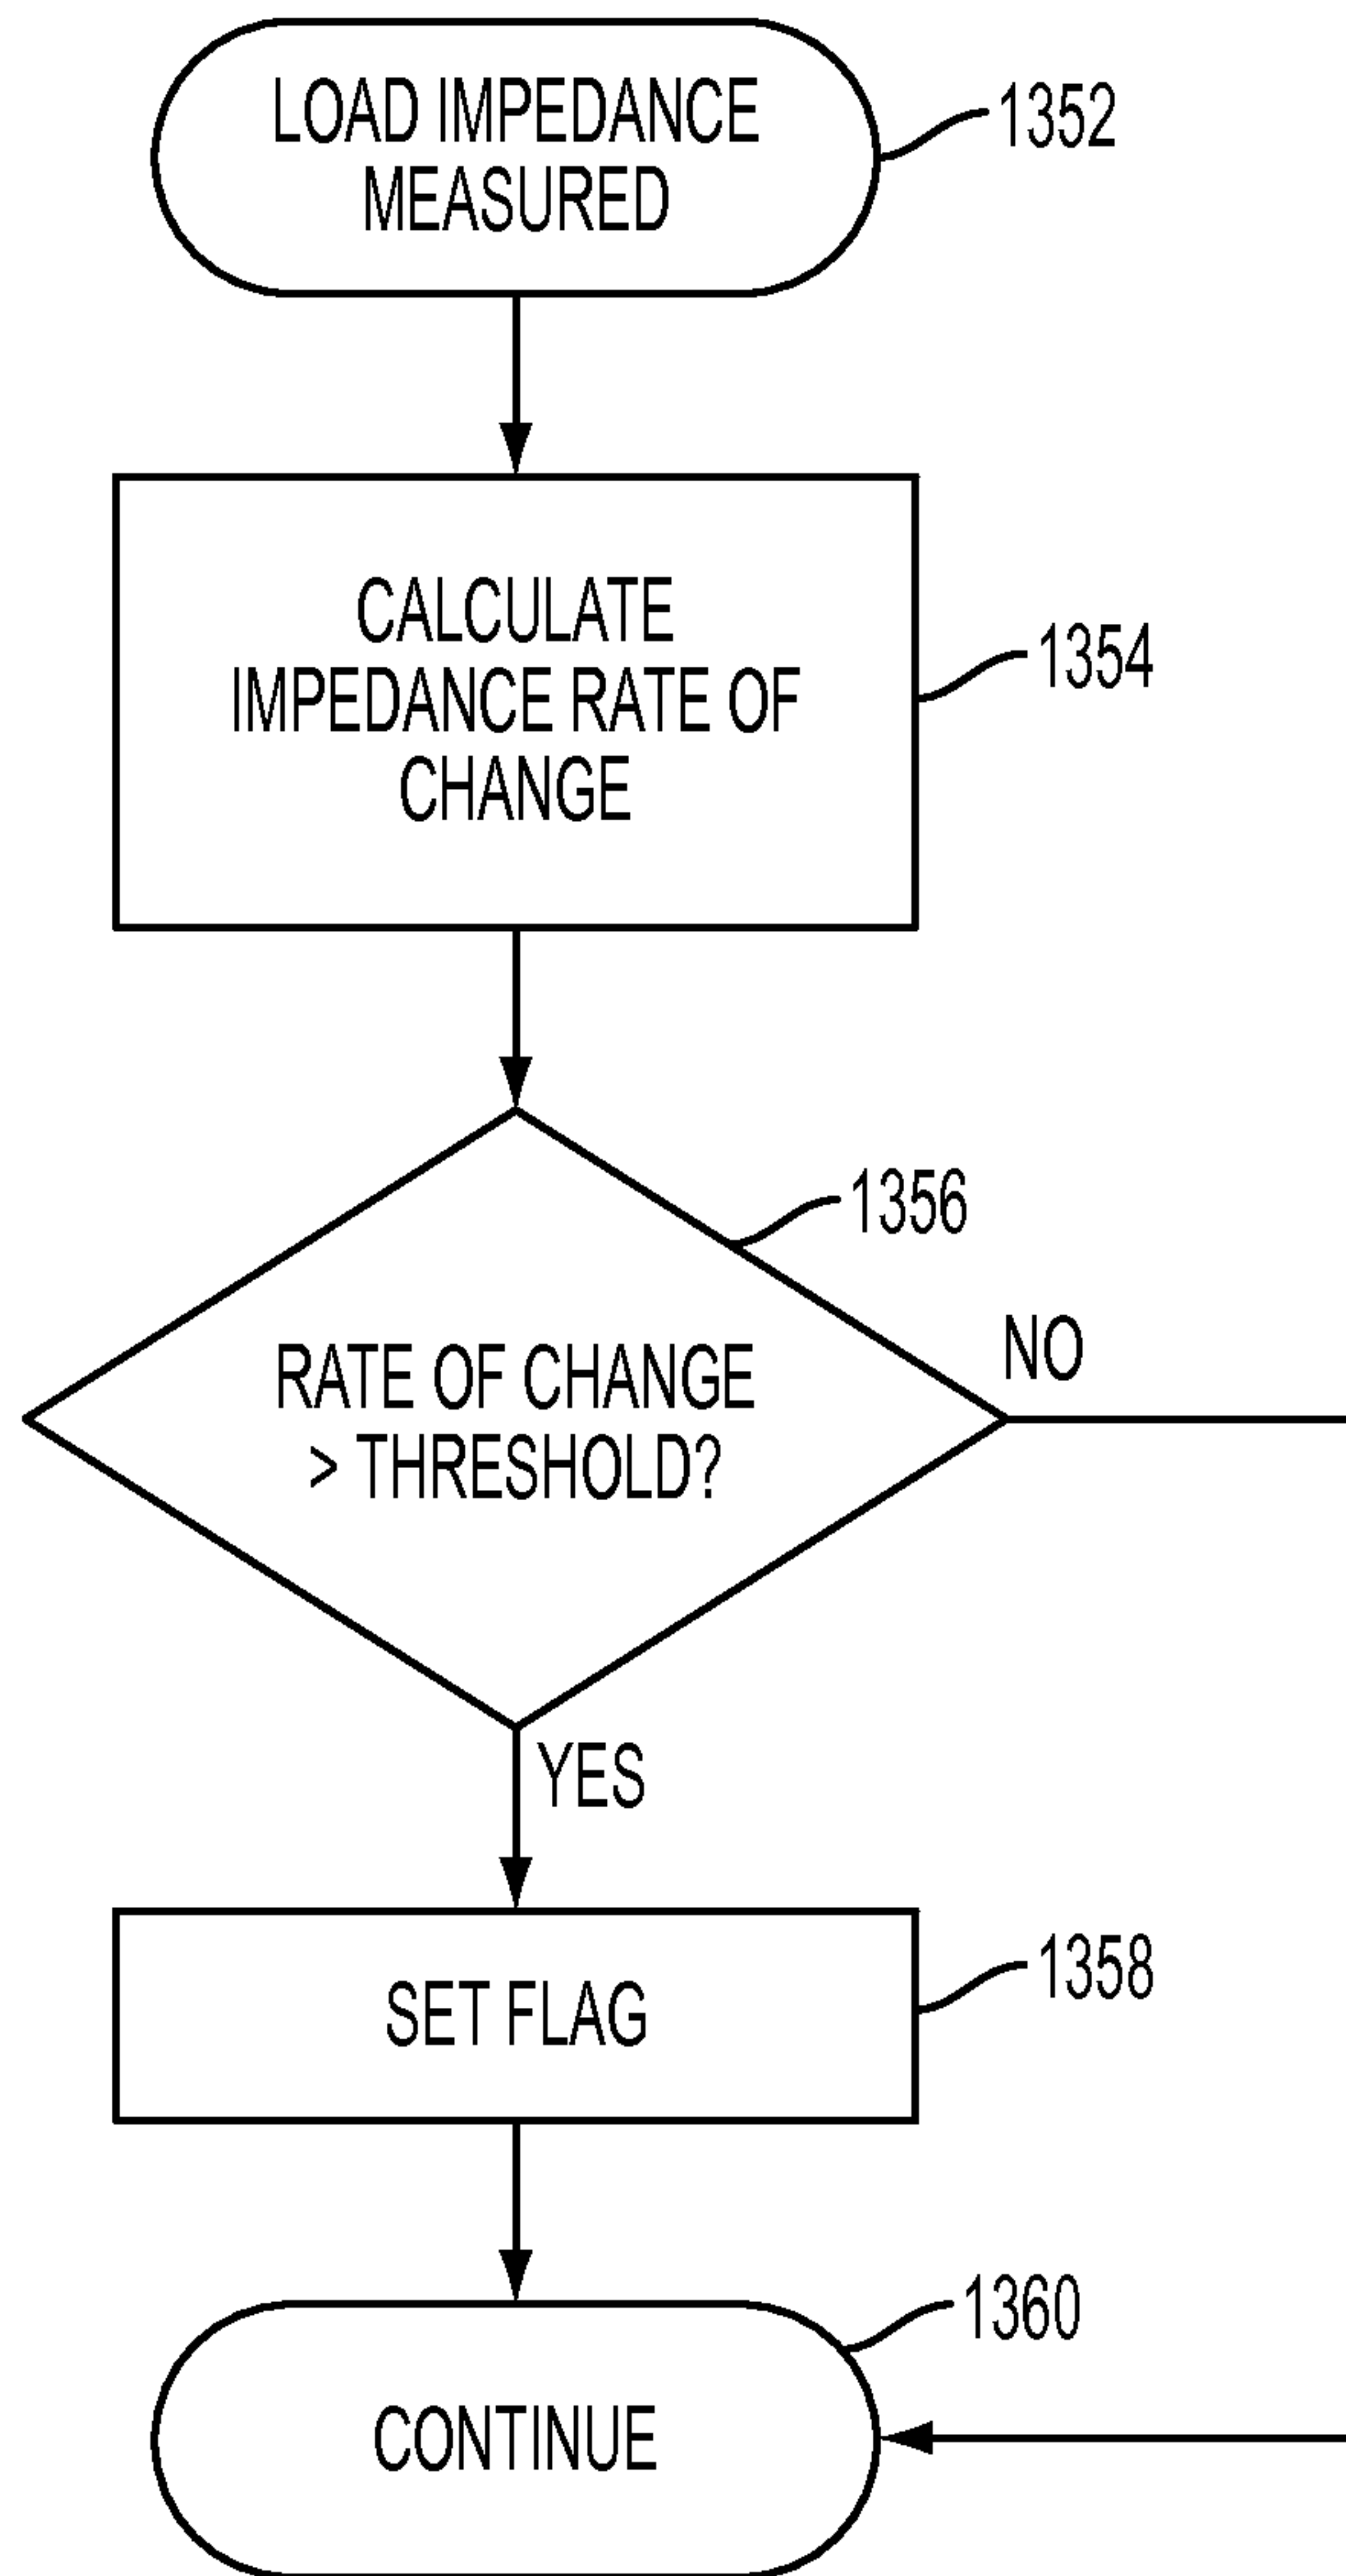 LOAD IMPEDANCE
MEASURED
1352
CALCULATE
IMPEDANCE RATE OF
CHANGE
1354
1356
RATE OF CHANGE
> THRESHOLD?
NO
YES
SET FLAG
1358
1360
CONTINUE